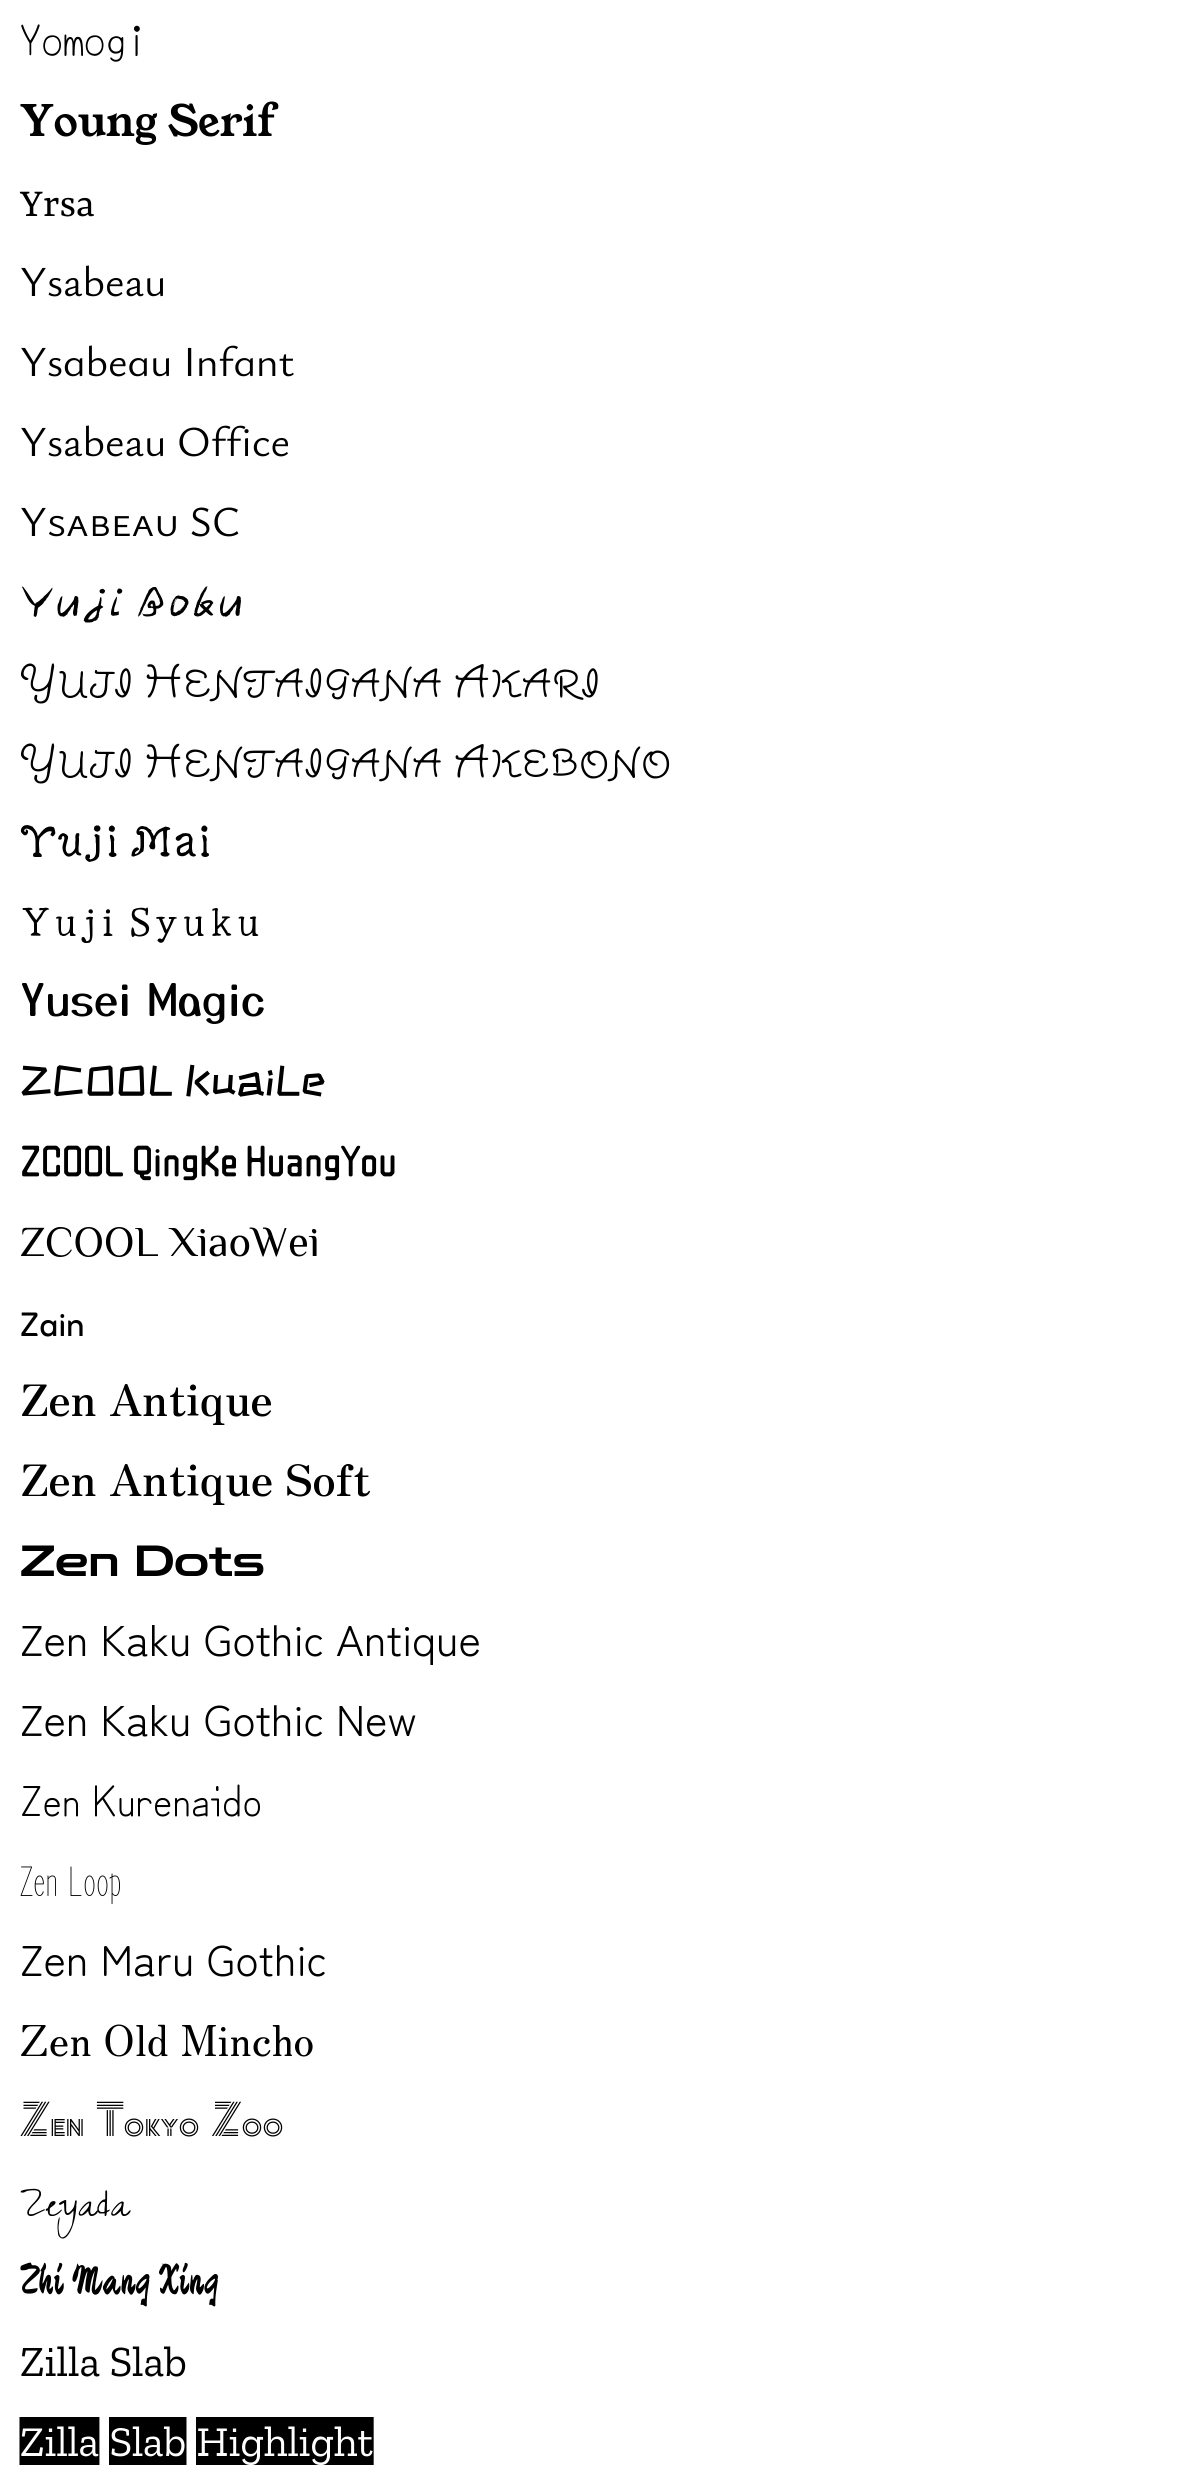 Yomogi
Young Serif
Yrsa
Ysabeau
Ysabeau Infant
Ysabeau Office
Ysabeau SC
Yuji Boku
Yuji Hentaigana Akari
Yuji Hentaigana Akebono
Yuji Mai
Yuji Syuku
Yusei Magic
ZCOOL KuaiLe
ZCOOL QingKe HuangYou
ZCOOL XiaoWei
Zain
Zen Antique
Zen Antique Soft
Zen Dots
Zen Kaku Gothic Antique
Zen Kaku Gothic New
Zen Kurenaido
Zen Loop
Zen Maru Gothic
Zen Old Mincho
Zen Tokyo Zoo
Zeyada
Zhi Mang Xing
Zilla Slab
Zilla Slab Highlight